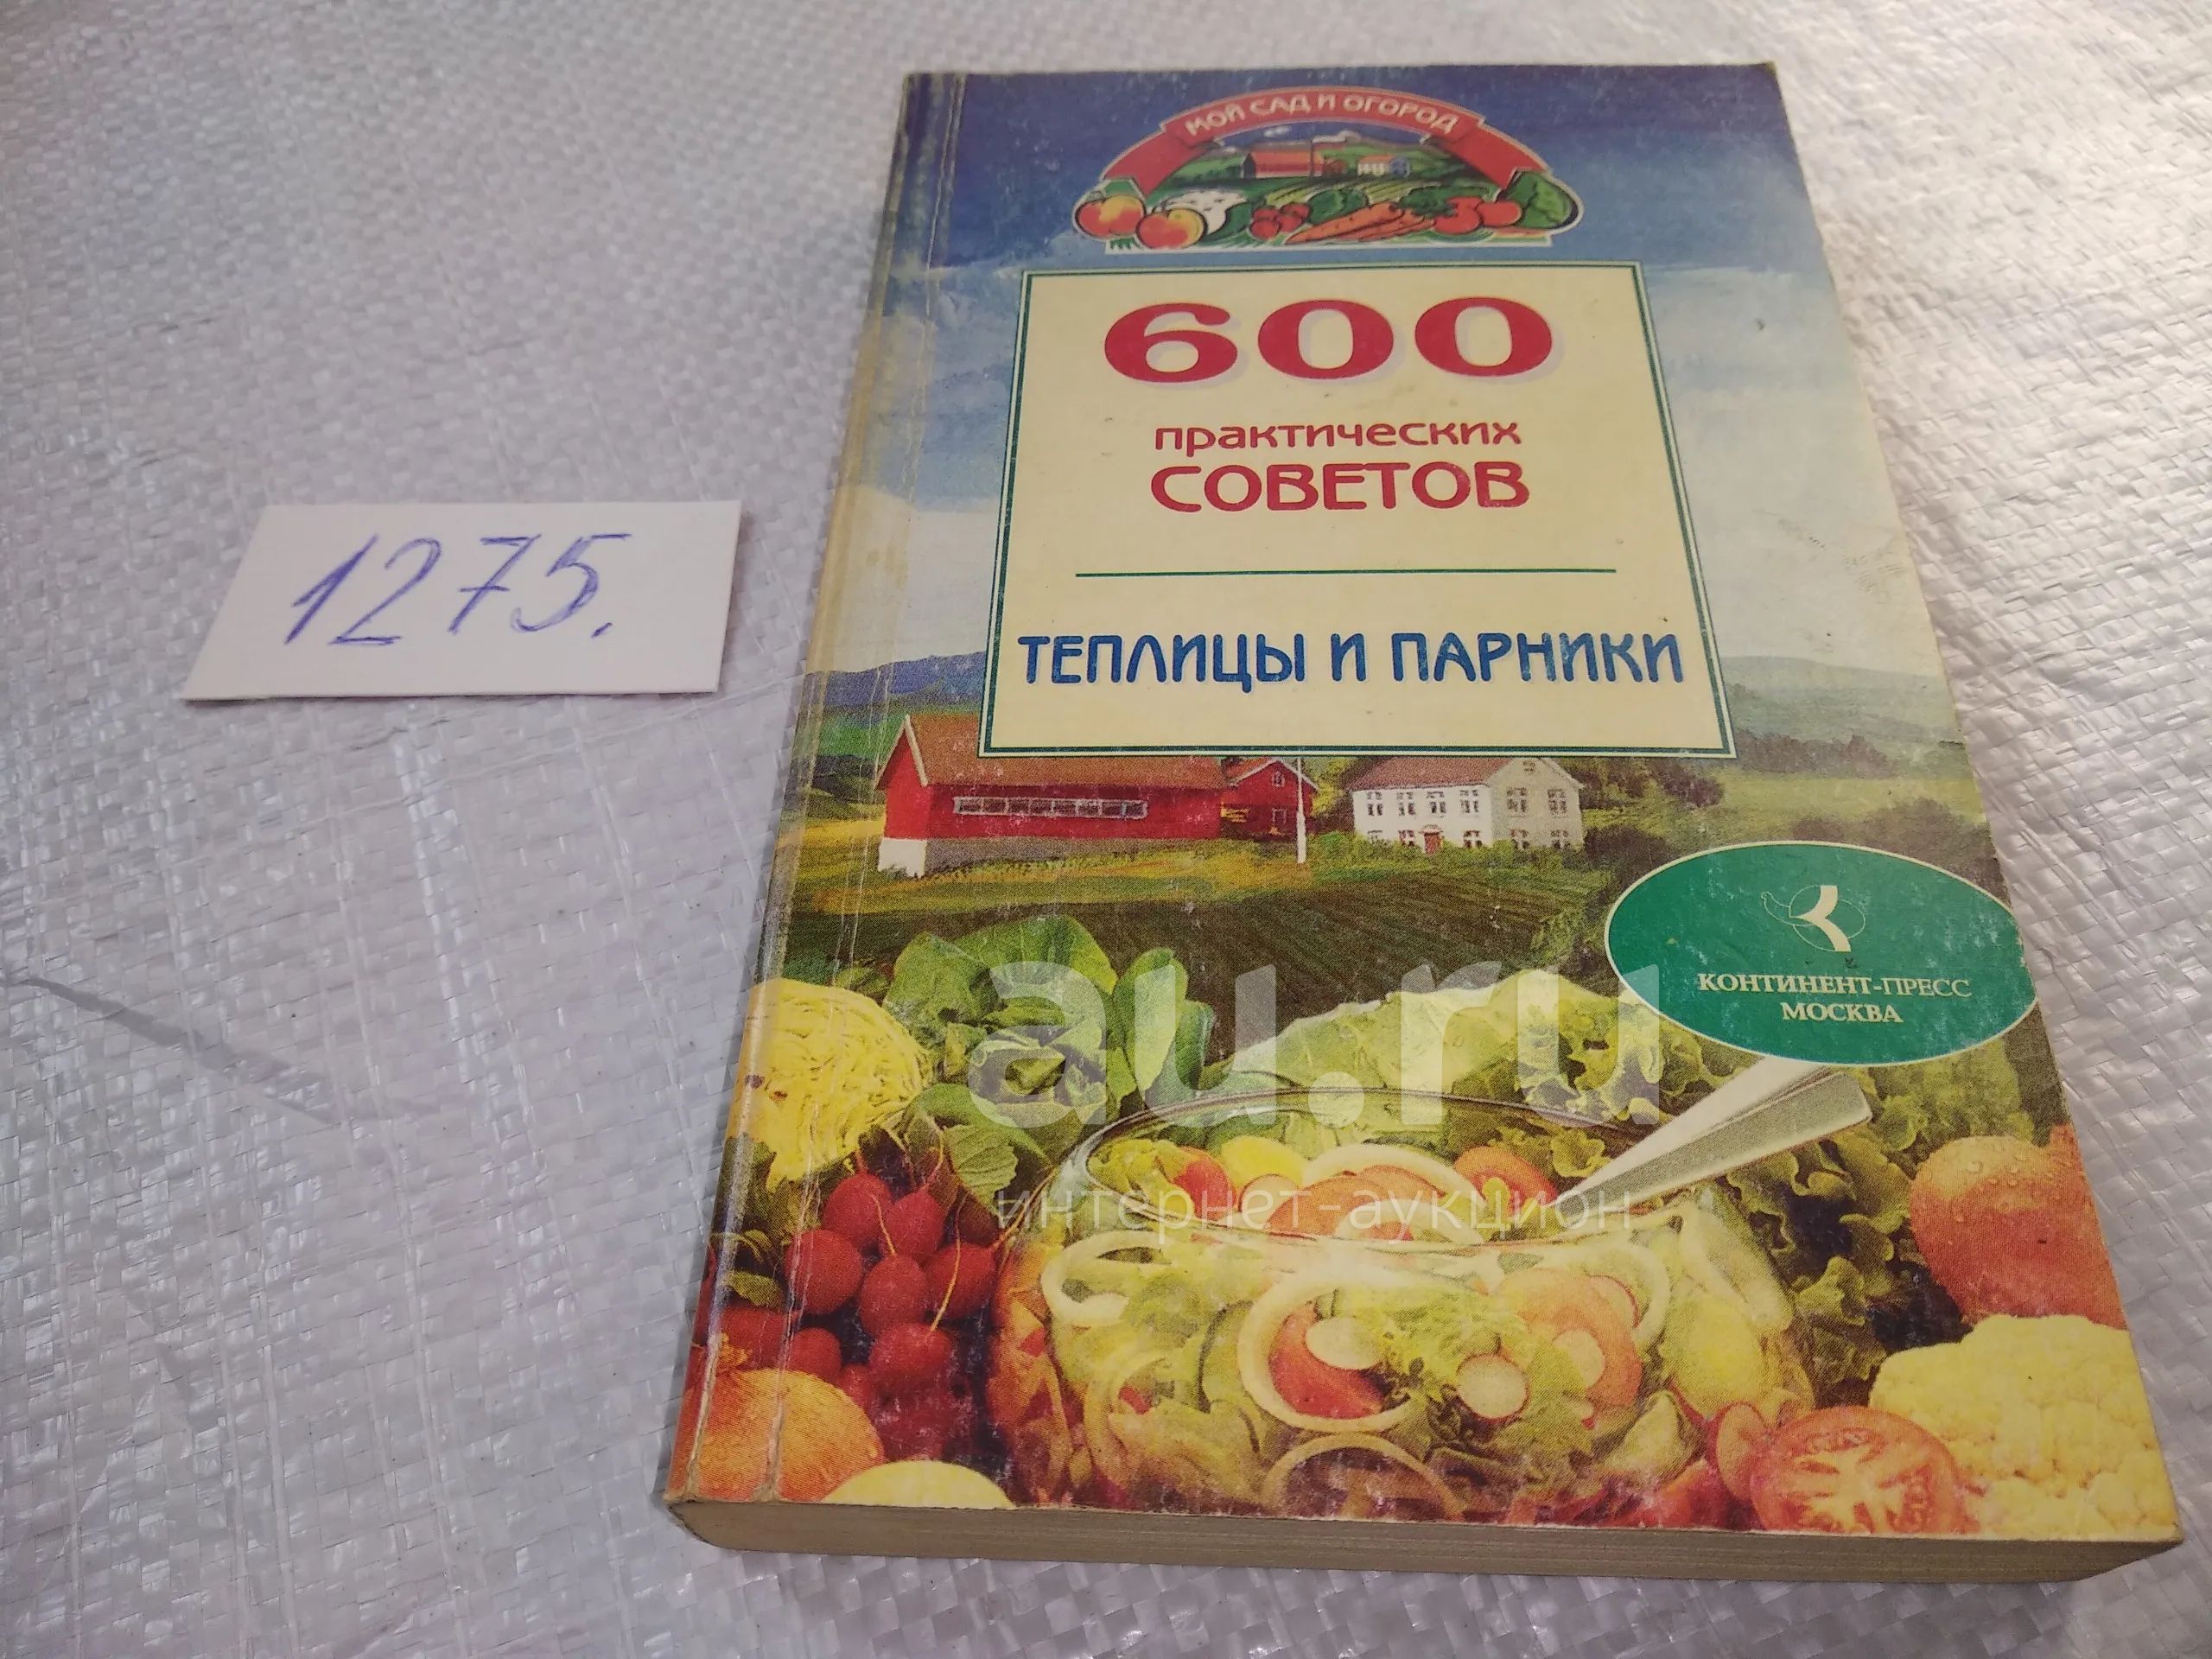 1275.
МОЙ САД И ОГОРОД
600
практических
СОВЕТОВ
ТЕПЛИЦЫ И ПАРНИКИ
КОНТИНЕНТ-ПРЕСС
МОСКВА
au.ru
интернет-аукцион